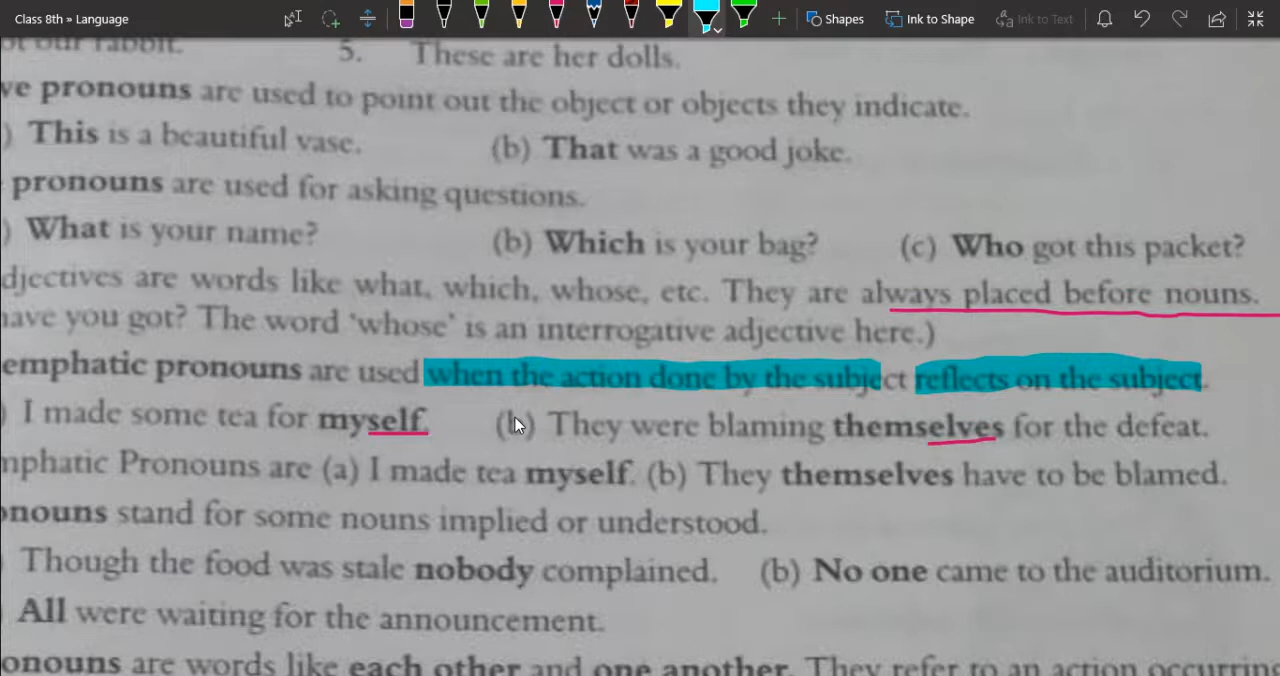 Class 8th » Language
Shapes
Ink to Shape
Ink to Text
of our rabbit.
5. These are her dolls.
ve pronouns are used to point out the object or objects they indicate.
) This is a beautiful vase.
(b) That was a good joke.
pronouns are used for asking questions.
) What is your name?
(b) Which is your bag?
(c) Who got this packet?
djectives are words like what, which, whose, etc. They are always placed before nouns.
have you got? The word 'whose' is an interrogative adjective here.)
emphatic pronouns are used when the action done by the subject reflects on the subject.
) I made some tea for myself.
(b) They were blaming themselves for the defeat.
mphatic Pronouns are (a) I made tea myself. (b) They themselves have to be blamed.
onouns stand for some nouns implied or understood.
Though the food was stale nobody complained.
(b) No one came to the auditorium.
All were waiting for the announcement.
onouns are words like each other and one another. They refer to an action occurring